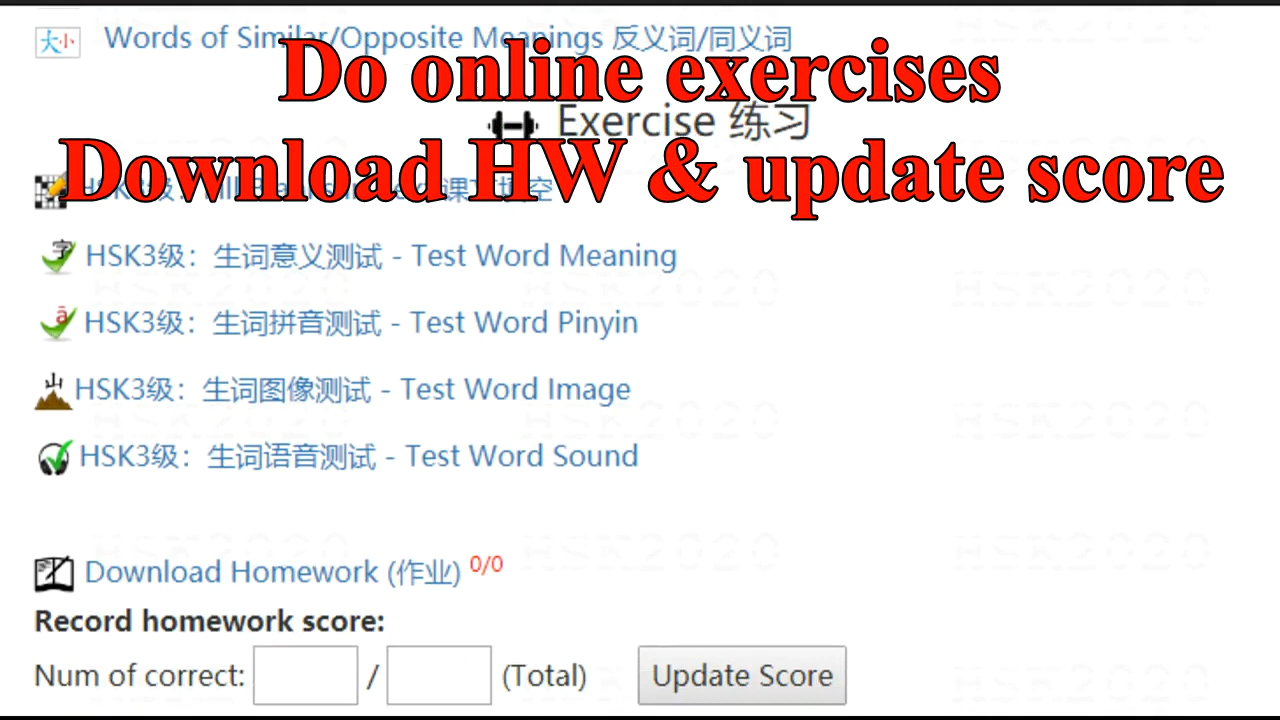 大小 Words of Similar/Opposite Meanings 反义词/同义词
Do online exercises
Exercise 练习
Download HW & update score
字 HSK3级：生词意义测试 - Test Word Meaning
ā HSK3级：生词拼音测试 - Test Word Pinyin
山 HSK3级：生词图像测试 - Test Word Image
HSK3级：生词语音测试 - Test Word Sound
Download Homework (作业) 0/0
Record homework score:
Num of correct: / (Total) Update Score